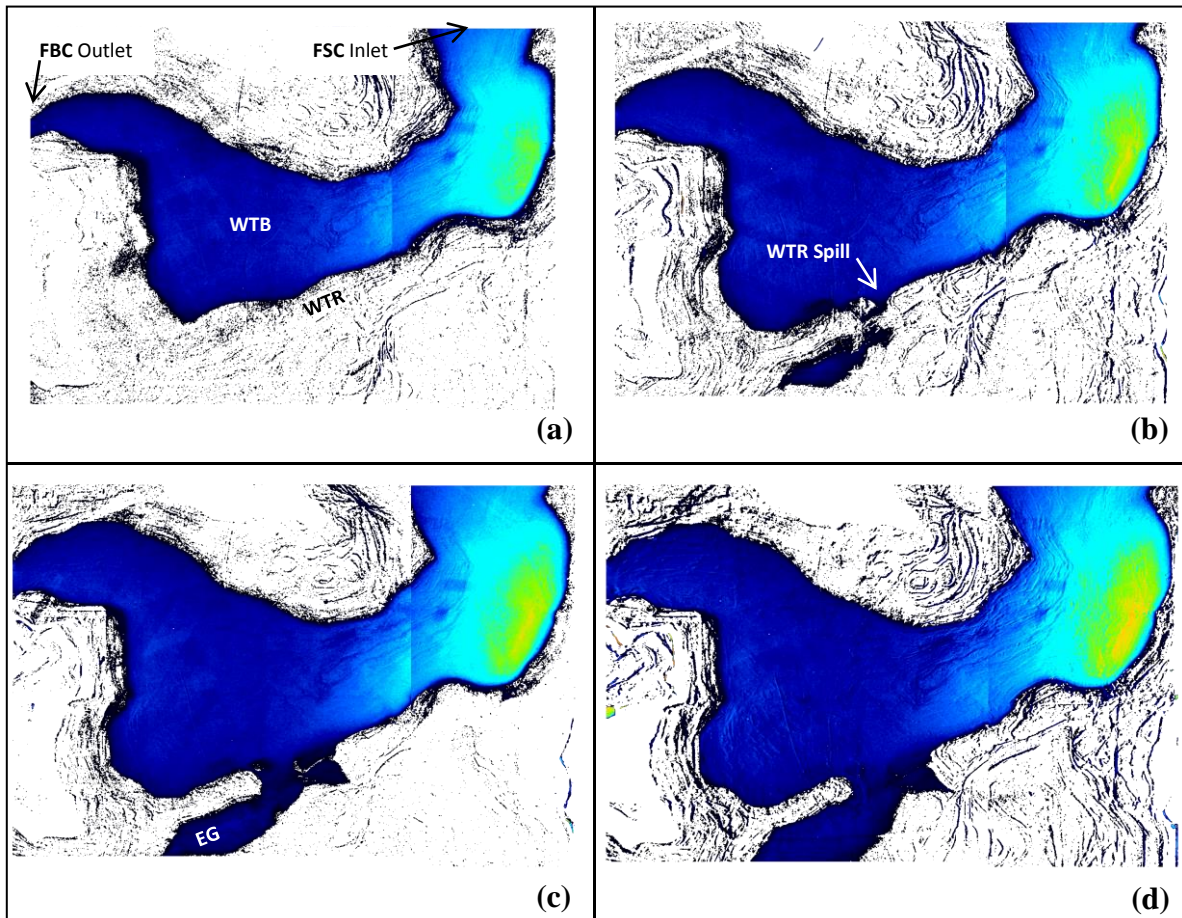 FBC Outlet
FSC Inlet
WTB
WTR
(a)
WTR Spill
(b)
EG
(c)
(d)